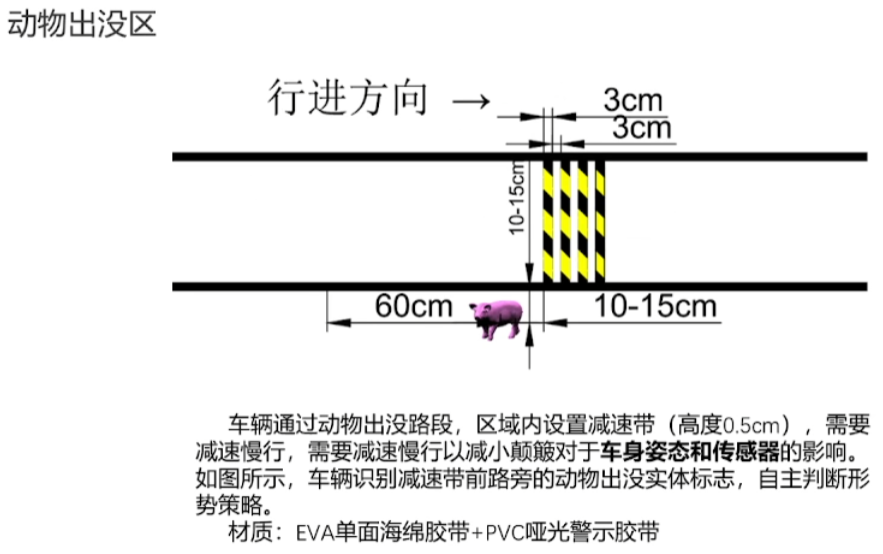 动物出没区
行进方向 →
3cm
3cm
10-15cm
60cm
10-15cm
车辆通过动物出没路段，区域内设置减速带（高度0.5cm），需要
减速慢行，需要减速慢行以减小颠簸对于车身姿态和传感器的影响。
如图所示，车辆识别减速带前路旁的动物出没实体标志，自主判断形
势策略。
材质：EVA单面海绵胶带+PVC哑光警示胶带